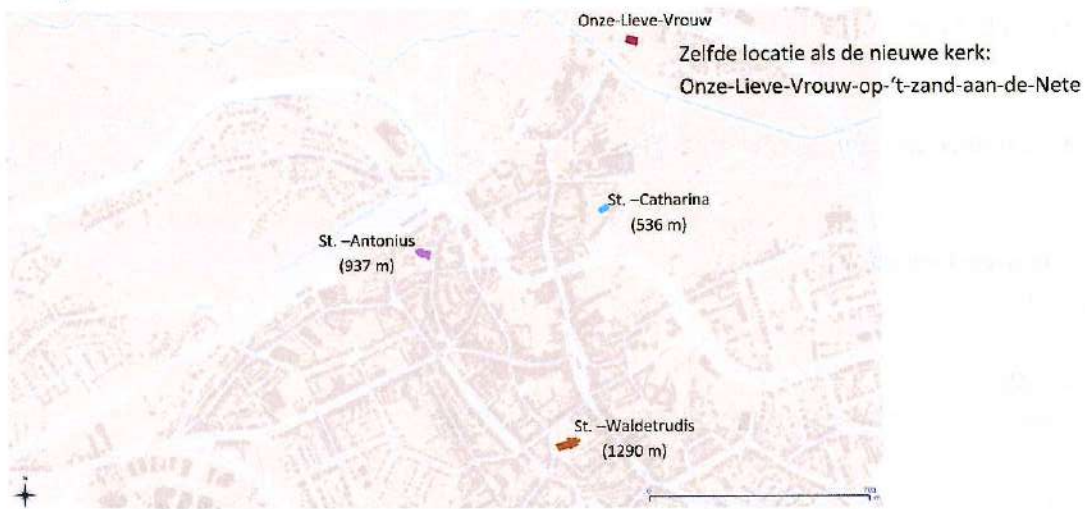 Onze-Lieve-Vrouw
Zelfde locatie als de nieuwe kerk:
Onze-Lieve-Vrouw-op-'t-zand-aan-de-Nete
St. –Catharina
(536 m)
St. –Antonius
(937 m)
St. –Waldetrudis
(1290 m)